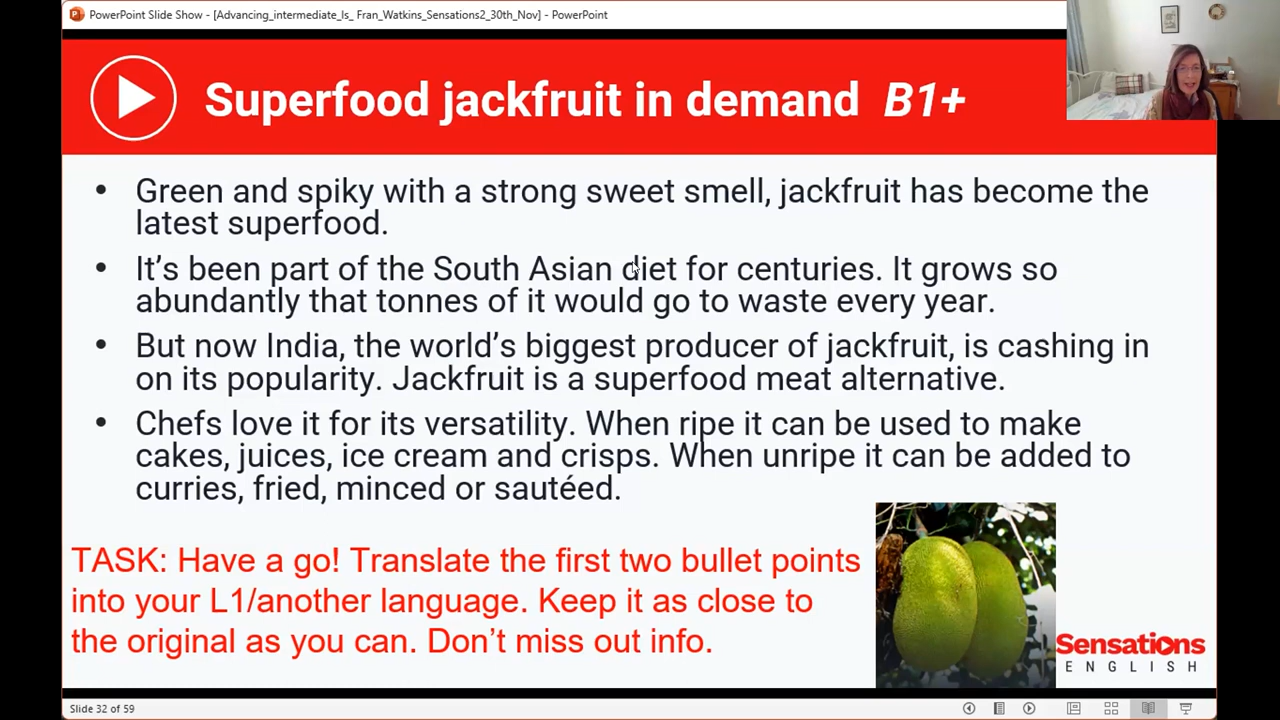 PowerPoint Slide Show - [Advancing_intermediate_ls_ Fran_Watkins_Sensations2_30th_Nov] - PowerPoint
Superfood jackfruit in demand B1+
• Green and spiky with a strong sweet smell, jackfruit has become the
latest superfood.
• It’s been part of the South Asian diet for centuries. It grows so
abundantly that tonnes of it would go to waste every year.
• But now India, the world’s biggest producer of jackfruit, is cashing in
on its popularity. Jackfruit is a superfood meat alternative.
• Chefs love it for its versatility. When ripe it can be used to make
cakes, juices, ice cream and crisps. When unripe it can be added to
curries, fried, minced or sautéed.
TASK: Have a go! Translate the first two bullet points
into your L1/another language. Keep it as close to
the original as you can. Don’t miss out info.
Sensations
ENGLISH
Slide 32 of 59